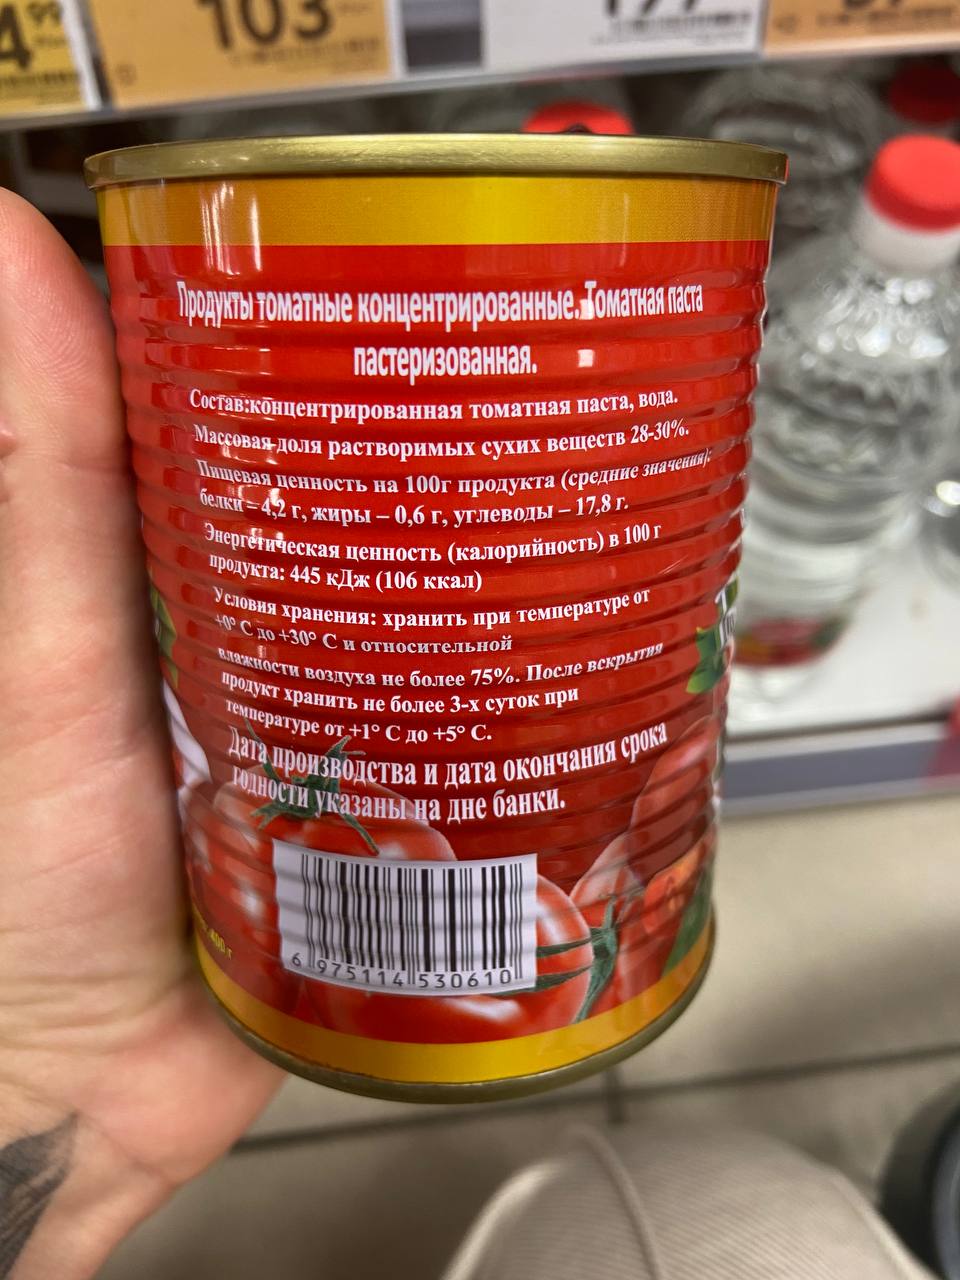 103
Продукты томатные концентрированные. Томатная паста
пастеризованная.
Состав:концентрированная томатная паста, вода.
Массовая доля растворимых сухих веществ 28-30%.
Пищевая ценность на 100г продукта (средние значения):
белки – 4,2 г, жиры – 0,6 г, углеводы – 17,8 г.
Энергетическая ценность (калорийность) в 100 г
продукта: 445 кДж (106 ккал)
Условия хранения: хранить при температуре от
+0° С до +30° С и относительной
влажности воздуха не более 75%. После вскрытия
продукт хранить не более 3-х суток при
температуре от +1° С до +5° С.
Дата производства и дата окончания срока
годности указаны на дне банки.
400 г
6 975114 530610